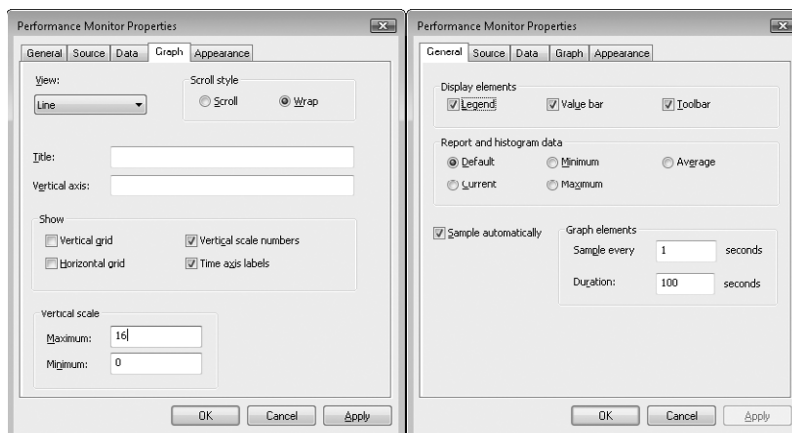 Performance Monitor Properties
General Source Data Graph Appearance
View:
Line
Scroll style
Scroll Wrap
Title:
Vertical axis:
Show
Vertical grid Vertical scale numbers
Horizontal grid Time axis labels
Vertical scale
Maximum: 16
Minimum: 0
OK Cancel Apply
Performance Monitor Properties
General Source Data Graph Appearance
Display elements
Legend Value bar Toolbar
Report and histogram data
Default Minimum Average
Current Maximum
Sample automatically
Graph elements
Sample every 1 seconds
Duration: 100 seconds
OK Cancel Apply